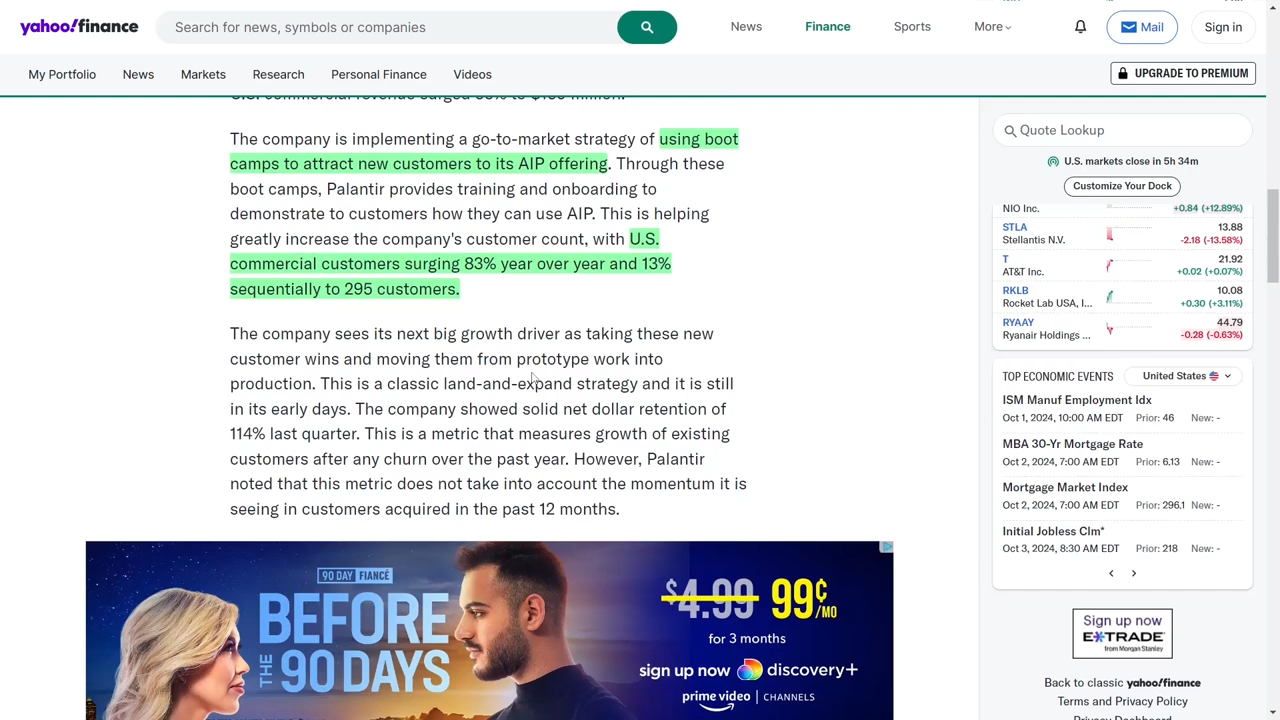 yahoo!finance
Search for news, symbols or companies
News
Finance
Sports
More
Mail
Sign in
My Portfolio
News
Markets
Research
Personal Finance
Videos
UPGRADE TO PREMIUM
The company is implementing a go-to-market strategy of using boot
camps to attract new customers to its AIP offering. Through these
boot camps, Palantir provides training and onboarding to
demonstrate to customers how they can use AIP. This is helping
greatly increase the company's customer count, with U.S.
commercial customers surging 83% year over year and 13%
sequentially to 295 customers.
The company sees its next big growth driver as taking these new
customer wins and moving them from prototype work into
production. This is a classic land-and-expand strategy and it is still
in its early days. The company showed solid net dollar retention of
114% last quarter. This is a metric that measures growth of existing
customers after any churn over the past year. However, Palantir
noted that this metric does not take into account the momentum it is
seeing in customers acquired in the past 12 months.
90 DAY FIANCÉ
BEFORE
THE 90 DAYS
$4.99 99¢/MO
for 3 months
sign up now discovery+
prime video | CHANNELS
Quote Lookup
U.S. markets close in 5h 34m
Customize Your Dock
NIO Inc. +0.84 (+12.89%)
STLA 13.88
Stellantis N.V. -2.18 (-13.58%)
T 21.92
AT&T Inc. +0.02 (+0.07%)
RKLB 10.08
Rocket Lab USA, I... +0.30 (+3.11%)
RYAAY 44.79
Ryanair Holdings ... -0.28 (-0.63%)
TOP ECONOMIC EVENTS United States
ISM Manuf Employment Idx
Oct 1, 2024, 10:00 AM EDT Prior: 46 New: -
MBA 30-Yr Mortgage Rate
Oct 2, 2024, 7:00 AM EDT Prior: 6.13 New: -
Mortgage Market Index
Oct 2, 2024, 7:00 AM EDT Prior: 296.1 New: -
Initial Jobless Clm*
Oct 3, 2024, 8:30 AM EDT Prior: 218 New: -
Sign up now
E*TRADE
from Morgan Stanley
Back to classic yahoo!finance
Terms and Privacy Policy
Privacy Dashboard